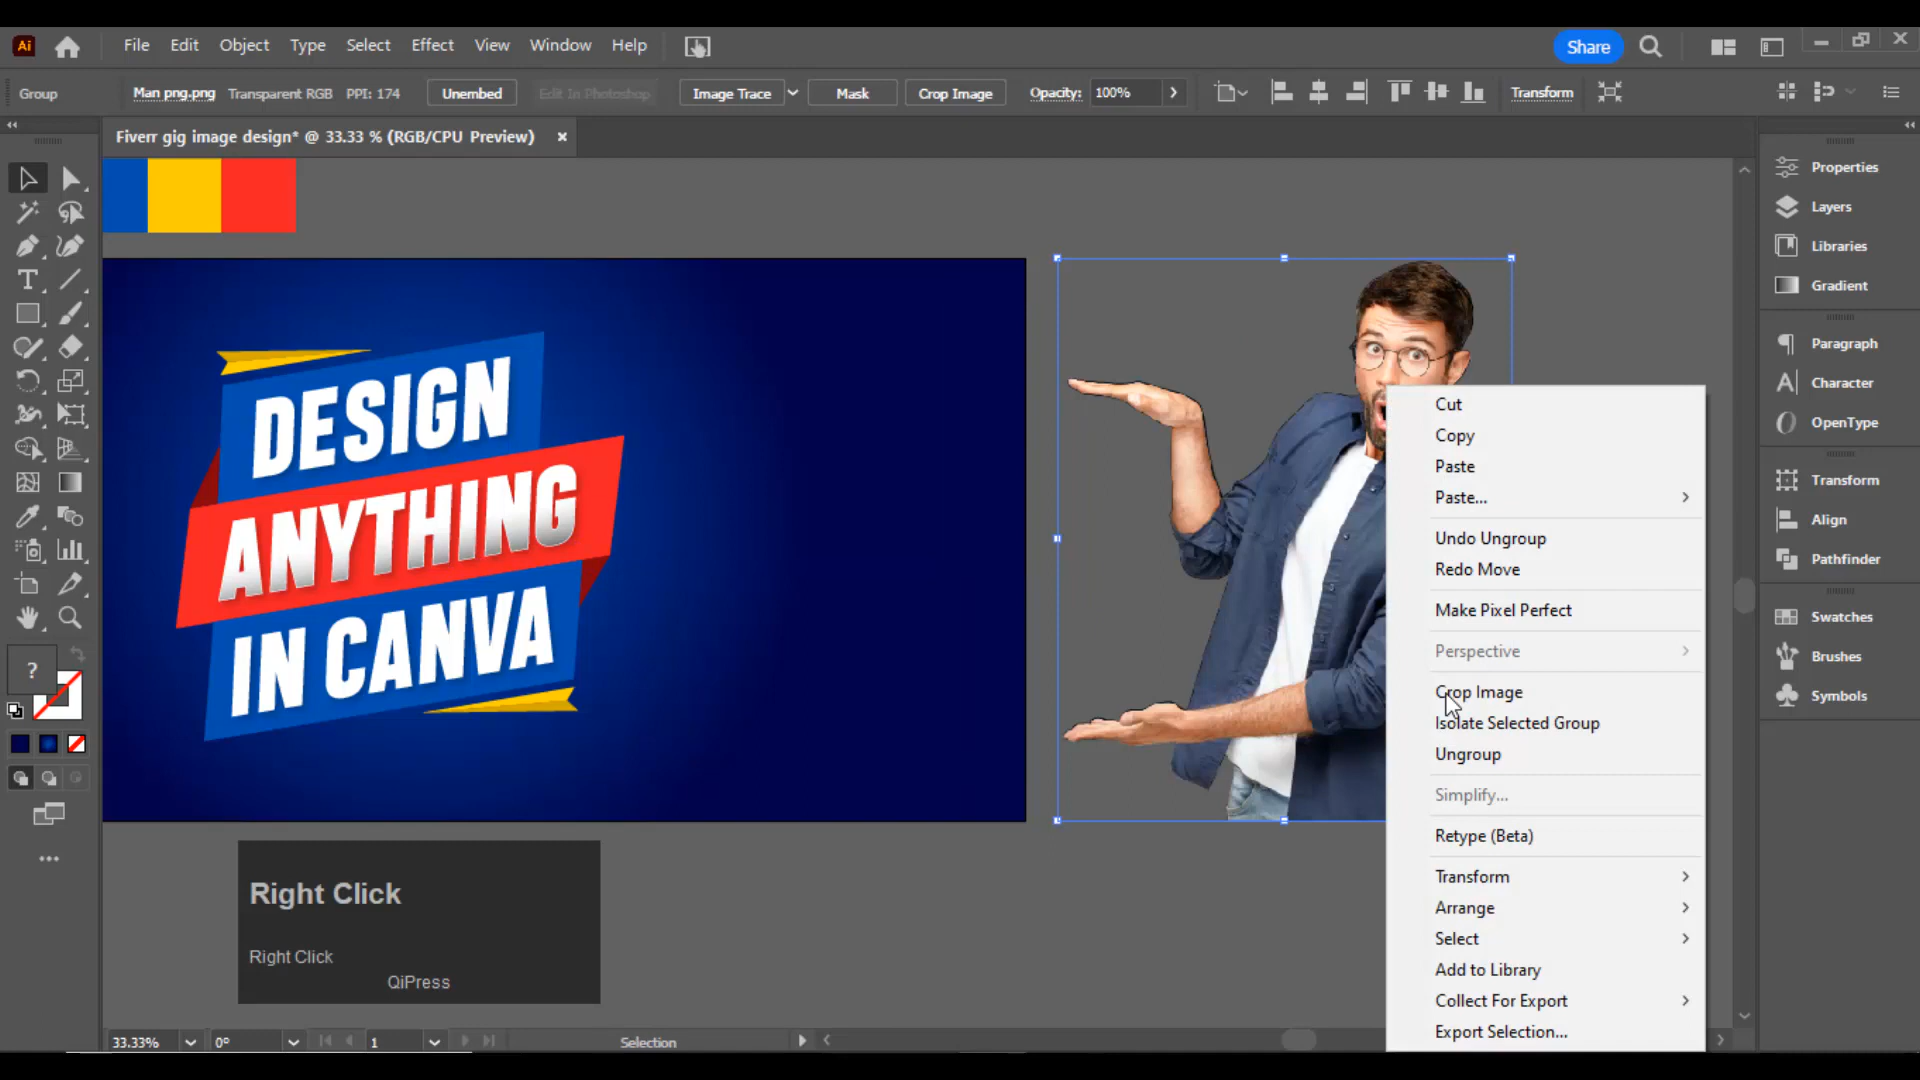 Ai File Edit Object Type Select Effect View Window Help Share
Group Man png.png Transparent RGB PPI: 174 Unembed Edit In Photoshop Image Trace Mask Crop Image Opacity: 100% Transform
Fiverr gig image design* @ 33.33 % (RGB/CPU Preview)
Properties
Layers
Libraries
Gradient
Paragraph
Character
OpenType
Transform
Align
Pathfinder
Swatches
Brushes
Symbols
DESIGN
ANYTHING
IN CANVA
Cut
Copy
Paste
Paste...
Undo Ungroup
Redo Move
Make Pixel Perfect
Perspective
Crop Image
Isolate Selected Group
Ungroup
Simplify...
Retype (Beta)
Transform
Arrange
Select
Add to Library
Collect For Export
Export Selection...
?
Right Click
Right Click
QiPress
33.33% 0° 1 Selection